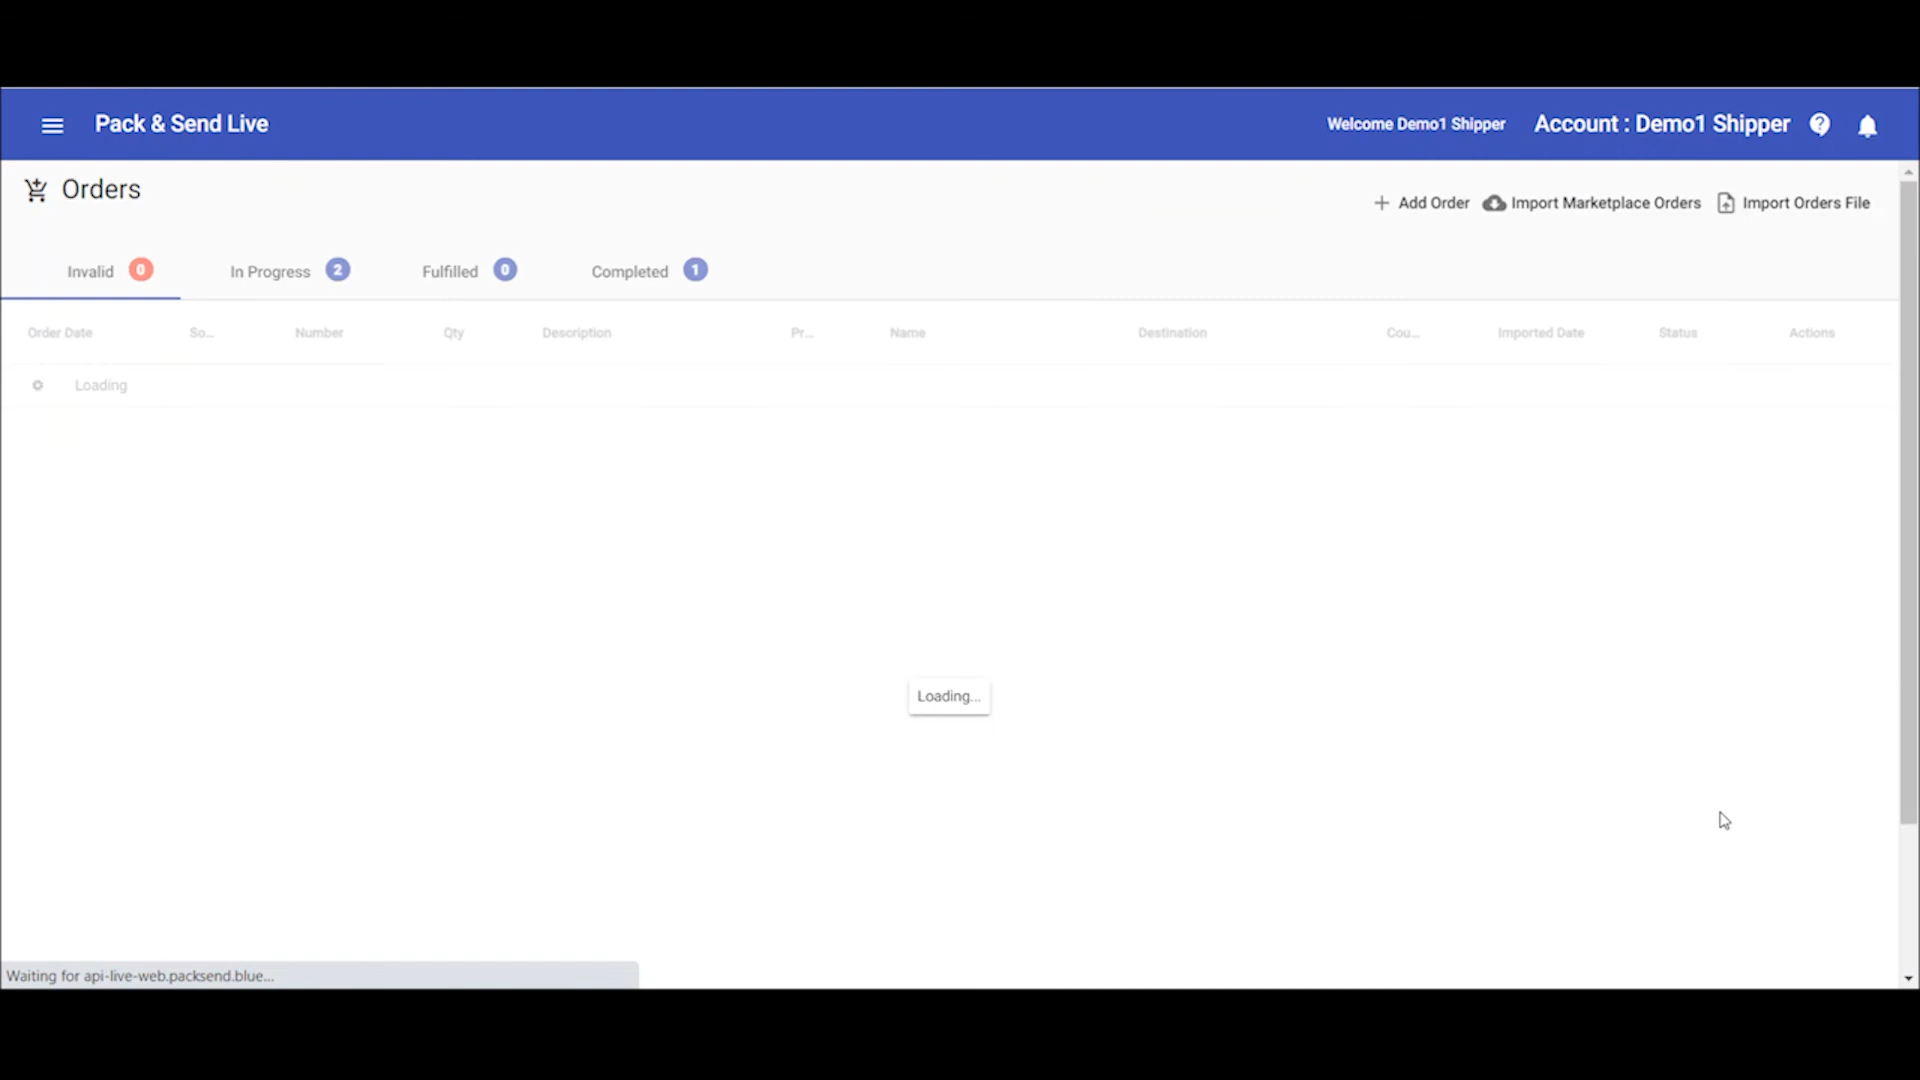 Pack & Send Live
Welcome Demo1 Shipper
Account : Demo1 Shipper
Orders
Add Order
Import Marketplace Orders
Import Orders File
Invalid 0
In Progress 2
Fulfilled 0
Completed 1
Order Date So... Number Qty Description Pr... Name Destination Cou... Imported Date Status Actions
Loading
Loading...
Waiting for api-live-web.packsend.blue...